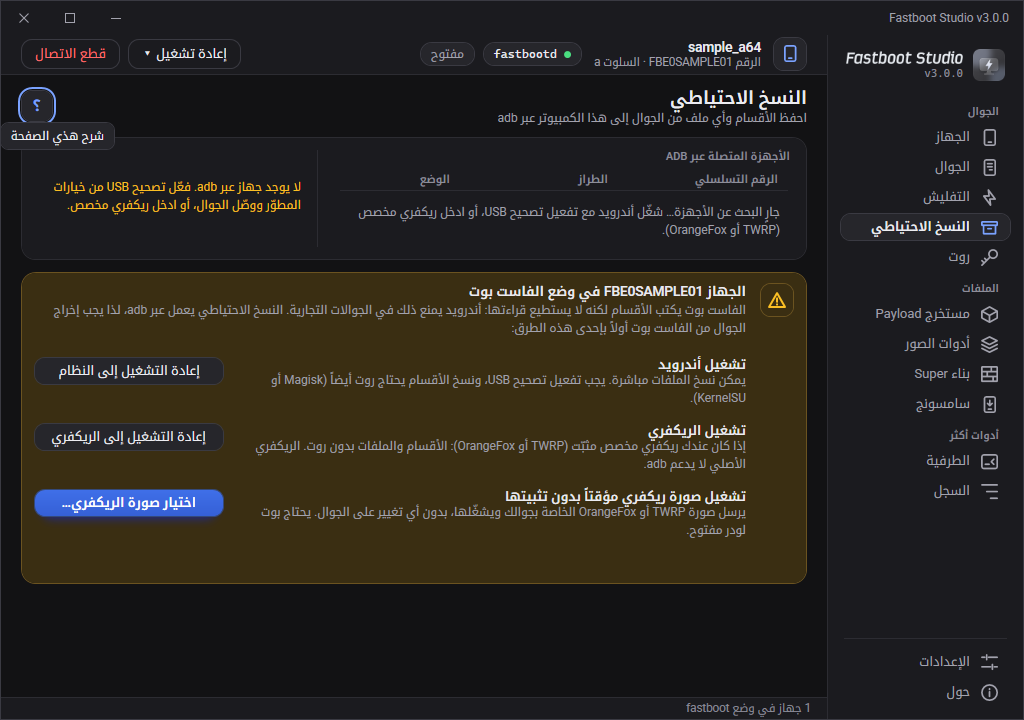 Fastboot Studio v3.0.0
Fastboot Studio
v3.0.0
sample_a64
الرقم FBE0SAMPLE01 · السلوت a
fastbootd
مفتوح
إعادة تشغيل
قطع الاتصال
الجوال
الجهاز
الجوال
التفليش
النسخ الاحتياطي
روت
الملفات
مستخرج Payload
أدوات الصور
بناء Super
سامسونج
أدوات أكثر
الطرفية
السجل
الإعدادات
حول
النسخ الاحتياطي
احفظ الأقسام وأي ملف من الجوال إلى هذا الكمبيوتر عبر adb
؟
شرح هذي الصفحة
الأجهزة المتصلة عبر ADB
الرقم التسلسلي الطراز الوضع
جارٍ البحث عن الأجهزة... شغّل أندرويد مع تفعيل تصحيح USB، أو ادخل ريكفري مخصص
(TWRP أو OrangeFox).
لا يوجد جهاز عبر adb. فعّل تصحيح USB من خيارات
المطوّر ووصّل الجوال، أو ادخل ريكفري مخصص.
الجهاز FBE0SAMPLE01 في وضع الفاست بوت
الفاست بوت يكتب الأقسام لكنه لا يستطيع قراءتها: أندرويد يمنع ذلك في الجوالات التجارية. النسخ الاحتياطي يعمل عبر adb، لذا يجب إخراج
الجوال من الفاست بوت أولاً بإحدى هذه الطرق:
تشغيل أندرويد
يمكن نسخ الملفات مباشرة. يجب تفعيل تصحيح USB، ونسخ الأقسام يحتاج روت أيضاً (Magisk أو
KernelSU).
إعادة التشغيل إلى النظام
تشغيل الريكفري
إذا كان عندك ريكفري مخصص مثبّت (TWRP أو OrangeFox): الأقسام والملفات بدون روت. الريكفري
الأصلي لا يدعم adb.
إعادة التشغيل إلى الريكفري
تشغيل صورة ريكفري مؤقتاً بدون تثبيتها
يرسل صورة TWRP أو OrangeFox الخاصة بجوالك ويشغّلها، بدون أي تغيير على الجوال. يحتاج بوت
لودر مفتوح.
اختيار صورة الريكفري...
1 جهاز في وضع fastboot